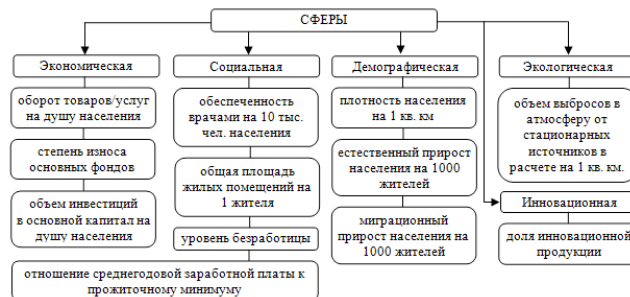 СФЕРЫ
Экономическая
оборот товаров/услуг
на душу населения
степень износа
основных фондов
объем инвестиций
в основной капитал на
душу населения
Социальная
обеспеченность
врачами на 10 тыс.
чел. населения
общая площадь
жилых помещений на
1 жителя
уровень безработицы
отношение среднегодовой заработной платы к
прожиточному минимуму
Демографическая
плотность населения
на 1 кв. км
естественный прирост
населения на 1000
жителей
миграционный
прирост населения на
1000 жителей
Экологическая
объем выбросов в
атмосферу от
стационарных
источников в
расчете на 1 кв. км.
Инновационная
доля инновационной
продукции